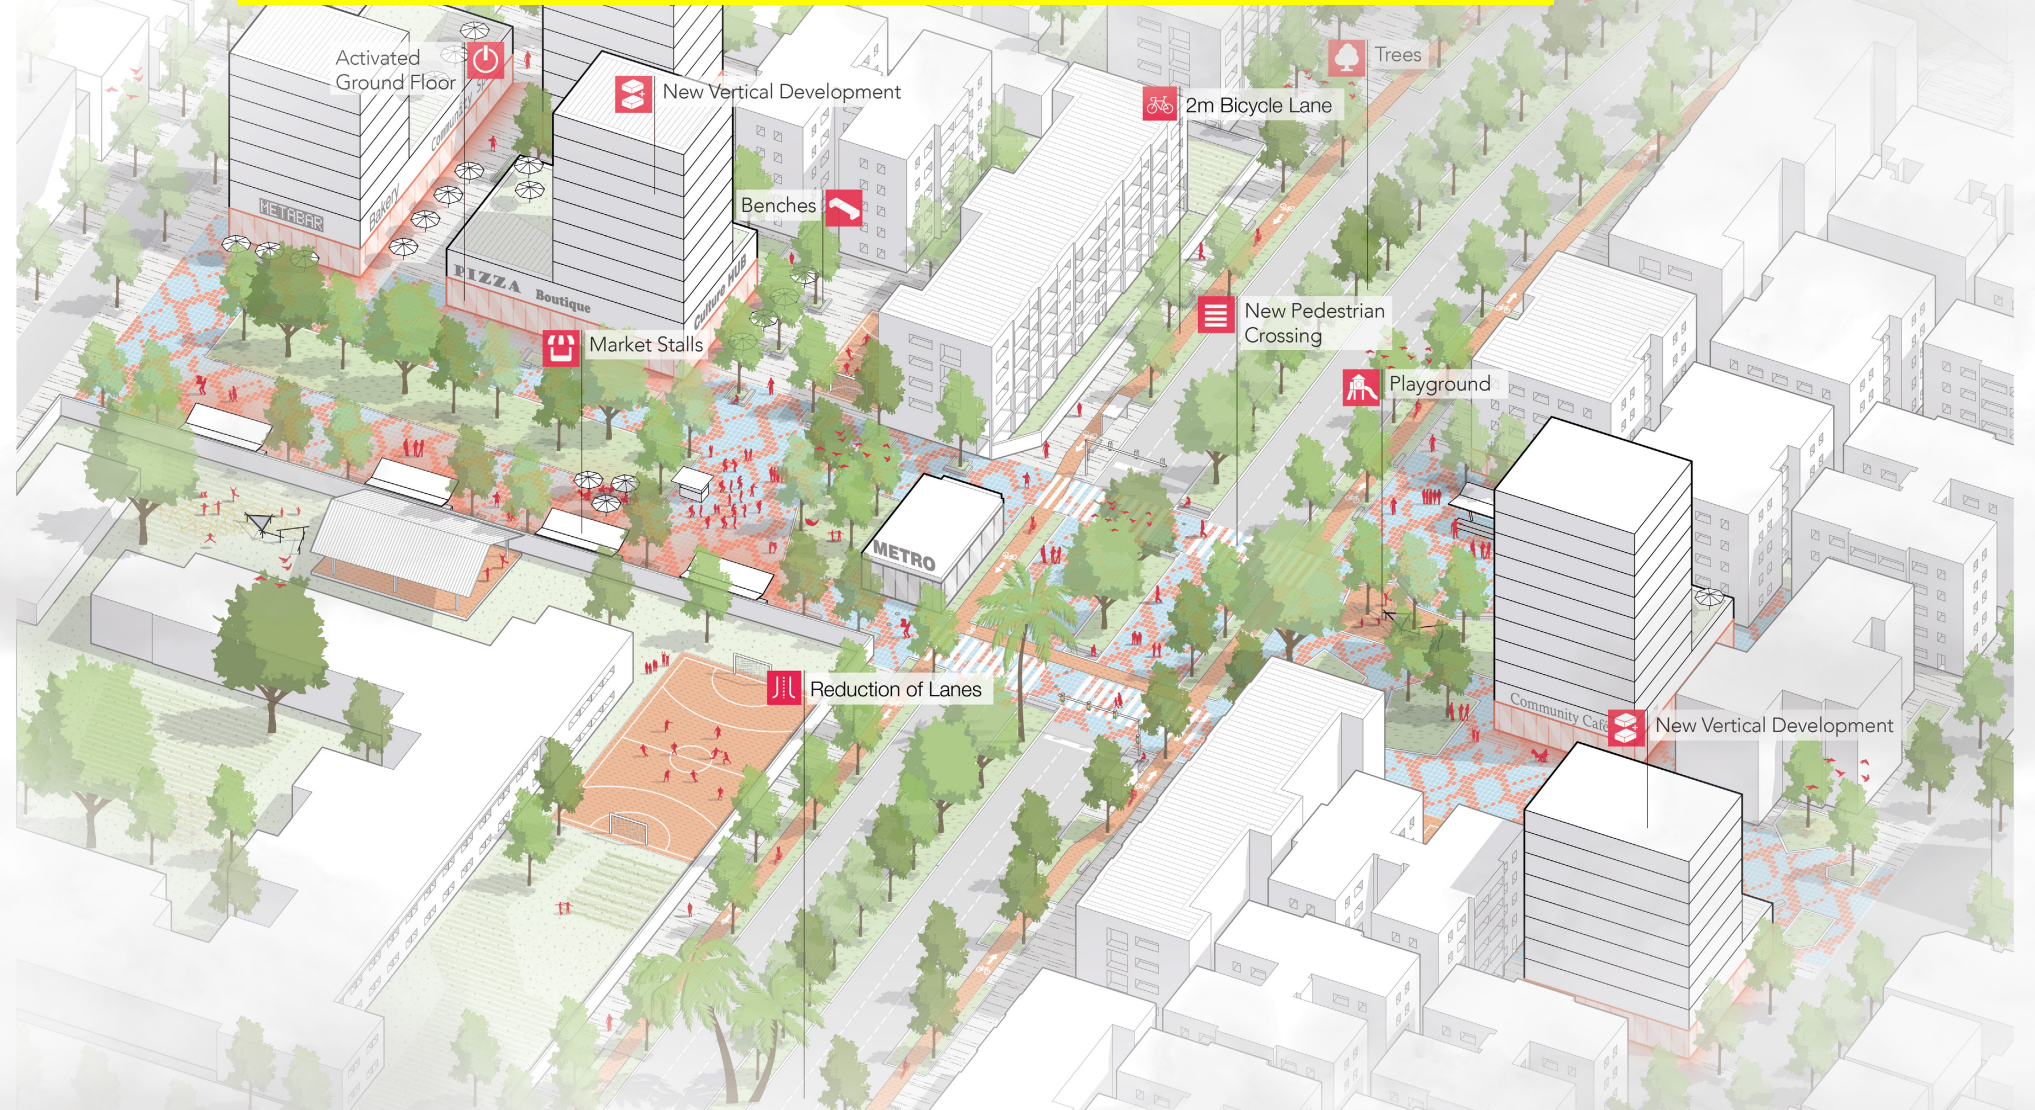 Activated
Ground Floor
New Vertical Development
Trees
2m Bicycle Lane
Community
Bakery
METABAR
Benches
PIZZA
Boutique
Culture HUB
New Pedestrian
Crossing
Market Stalls
Playground
METRO
Reduction of Lanes
Community Café
New Vertical Development